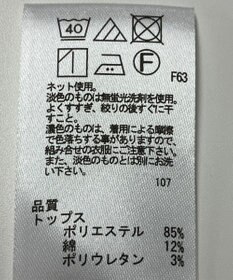 40
F
F63
ネット使用。
淡色のものは無蛍光洗剤を使用。
よくすすぎ、絞りの後すぐに干
すこと。
濃色のものは、着用による摩擦
で色落ちする事がありますので、
組み合せの衣服にご注意下さい。
また、淡色のものとは別にお洗
い下さい。
107
品質
トップス
ポリエステル 85%
綿 12%
ポリウレタン 3%